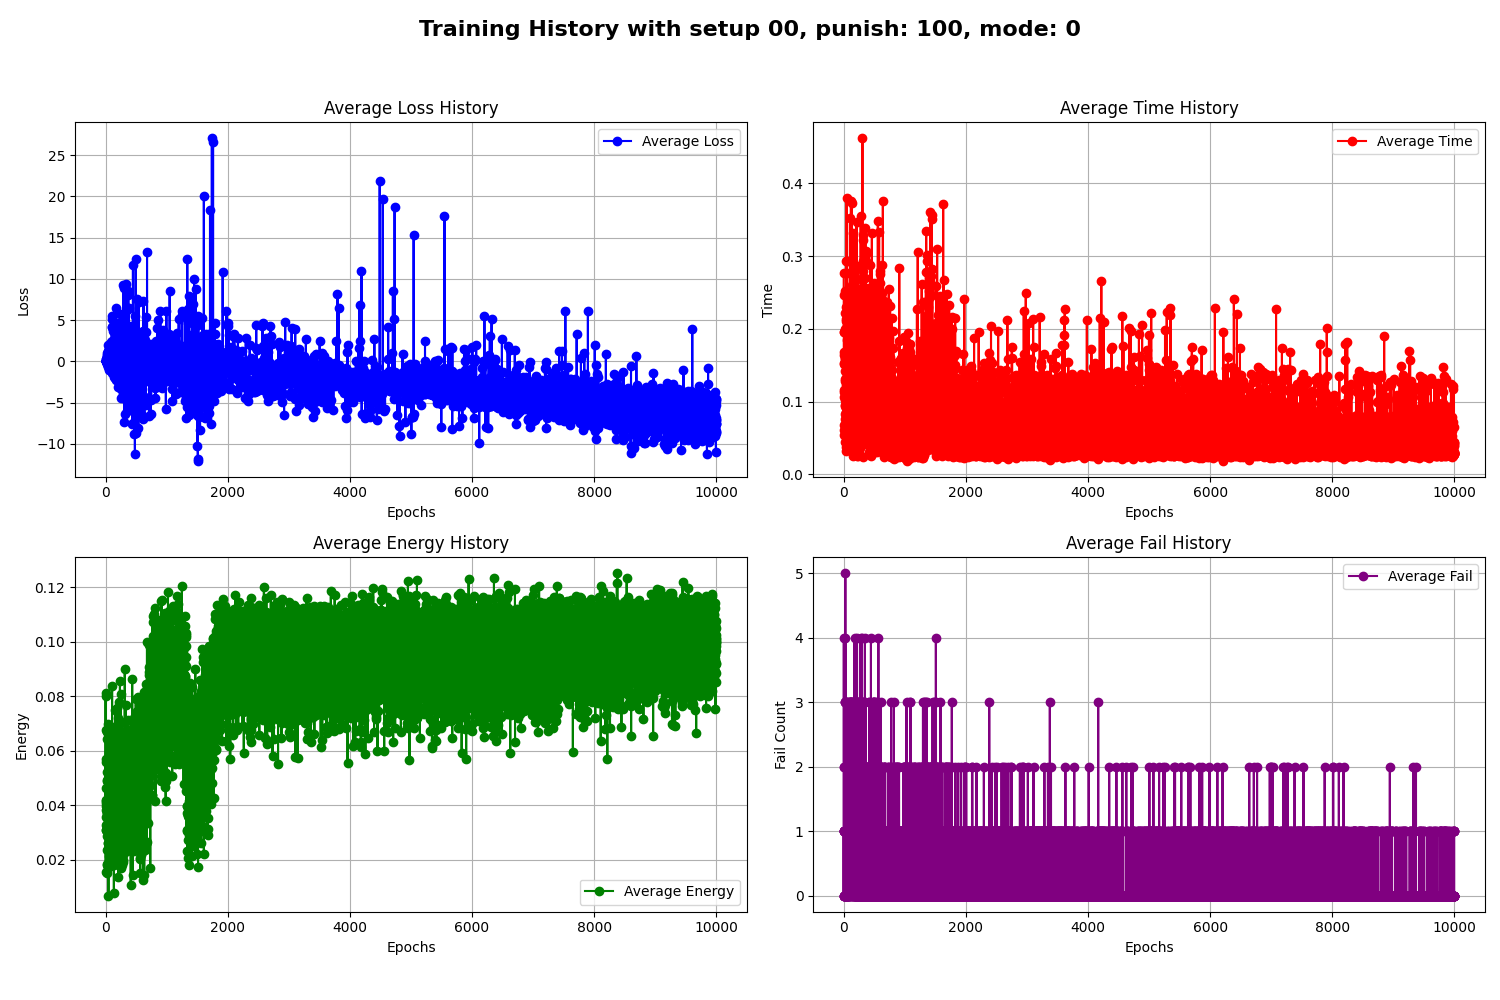 Training History with setup 00, punish: 100, mode: 0
Average Loss History
Loss
25
20
15
10
5
0
−5
−10
Average Loss
0 2000 4000 6000 8000 10000
Epochs
Average Time History
Time
0.4
0.3
0.2
0.1
0.0
Average Time
0 2000 4000 6000 8000 10000
Epochs
Average Energy History
Energy
0.12
0.10
0.08
0.06
0.04
0.02
Average Energy
0 2000 4000 6000 8000 10000
Epochs
Average Fail History
Fail Count
5
4
3
2
1
0
Average Fail
0 2000 4000 6000 8000 10000
Epochs